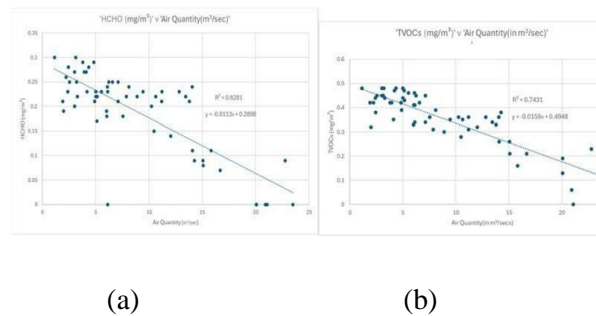 'HCHO (mg/m³)' v 'Air Quantity(m³/sec)'
0.35
0.3
0.25
0.2
0.15
0.1
0.05
0
HCHO(mg/m³)
R² = 0.6281
y = -0.0113x + 0.2898
0 5 10 15 20 25
Air Quantity(m³/sec)
'TVOCs (mg/m³)' v 'Air Quantity(in m³/sec)'
0.6
0.5
0.4
0.3
0.2
0.1
0
TVOCs(mg/m³)
R² = 0.7431
y = -0.0159x + 0.4948
0 5 10 15 20
Air Quantity(in m³/secs)
(a) (b)